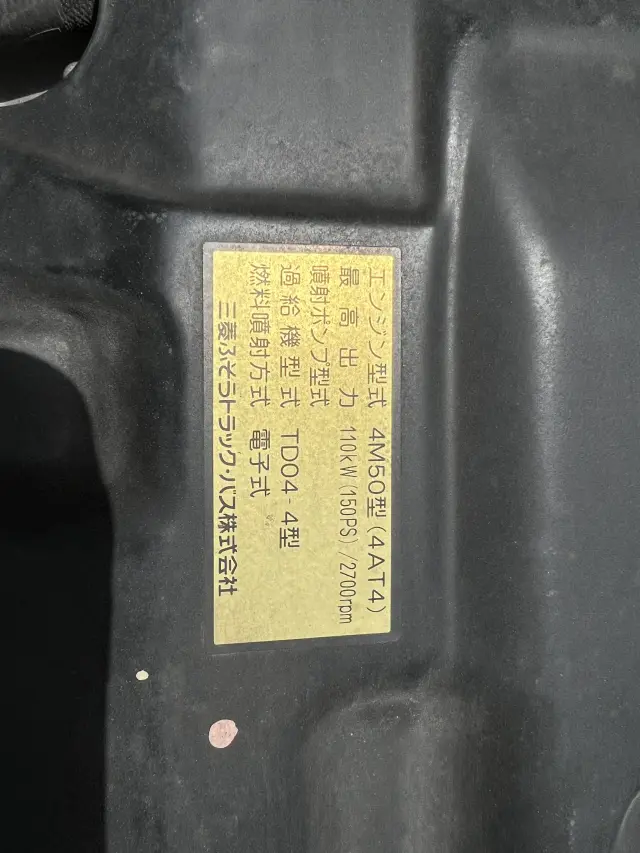 エンジン型式 4M50型(4AT4)
最高出力 110kW(150PS)/2700rpm
噴射ポンプ型式
過給機型式 TD04-4型
燃料噴射方式 電子式
三菱ふそうトラック・バス株式会社